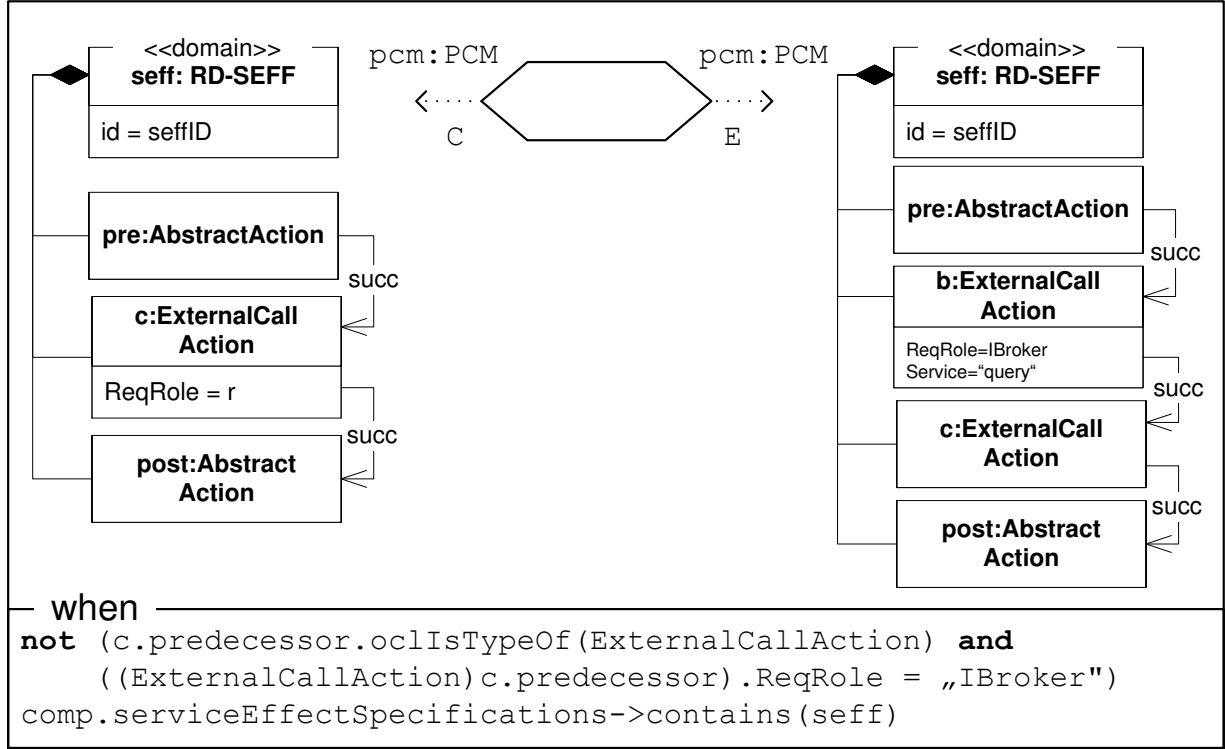 <<domain>>
seff: RD-SEFF
id = seffID
pre:AbstractAction
succ
c:ExternalCall
Action
ReqRole = r
succ
post:Abstract
Action
pcm:PCM
pcm:PCM
C
E
<<domain>>
seff: RD-SEFF
id = seffID
pre:AbstractAction
succ
b:ExternalCall
Action
ReqRole=IBroker
Service=“query“
succ
c:ExternalCall
Action
succ
post:Abstract
Action
when
not (c.predecessor.oclIsTypeOf(ExternalCallAction) and
((ExternalCallAction)c.predecessor).ReqRole = „IBroker")
comp.serviceEffectSpecifications->contains(seff)